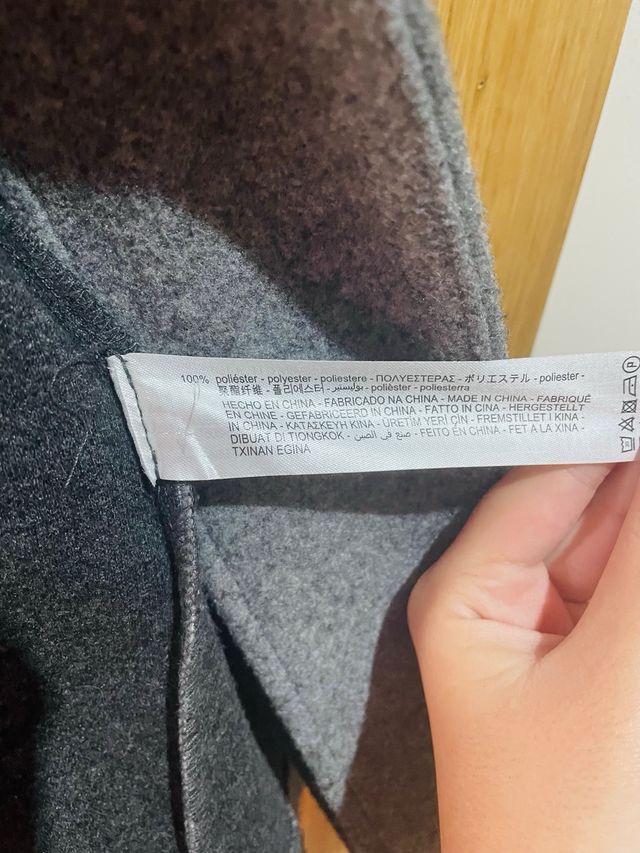 100% poliéster - polyester - poliestere - ΠΟΛΥΕΣΤΕΡΑΣ - ポリエステル - poliester -
聚酯纤维 - 폴리에스터 - بوليستير - polièster - poliesterra
HECHO EN CHINA - FABRICADO NA CHINA - MADE IN CHINA - FABRIQUÉ
EN CHINE - GEFABRICEERD IN CHINA - FATTO IN CINA - HERGESTELLT
IN CHINA - ΚΑΤΑΣΚΕΥΗ ΚΙΝΑ - ÜRETİM YERİ ÇİN - FREMSTILLET I KINA -
DIBUAT DI TIONGKOK - صنع في الصين - FEITO EN CHINA - FET A LA XINA -
TXINAN EGINA